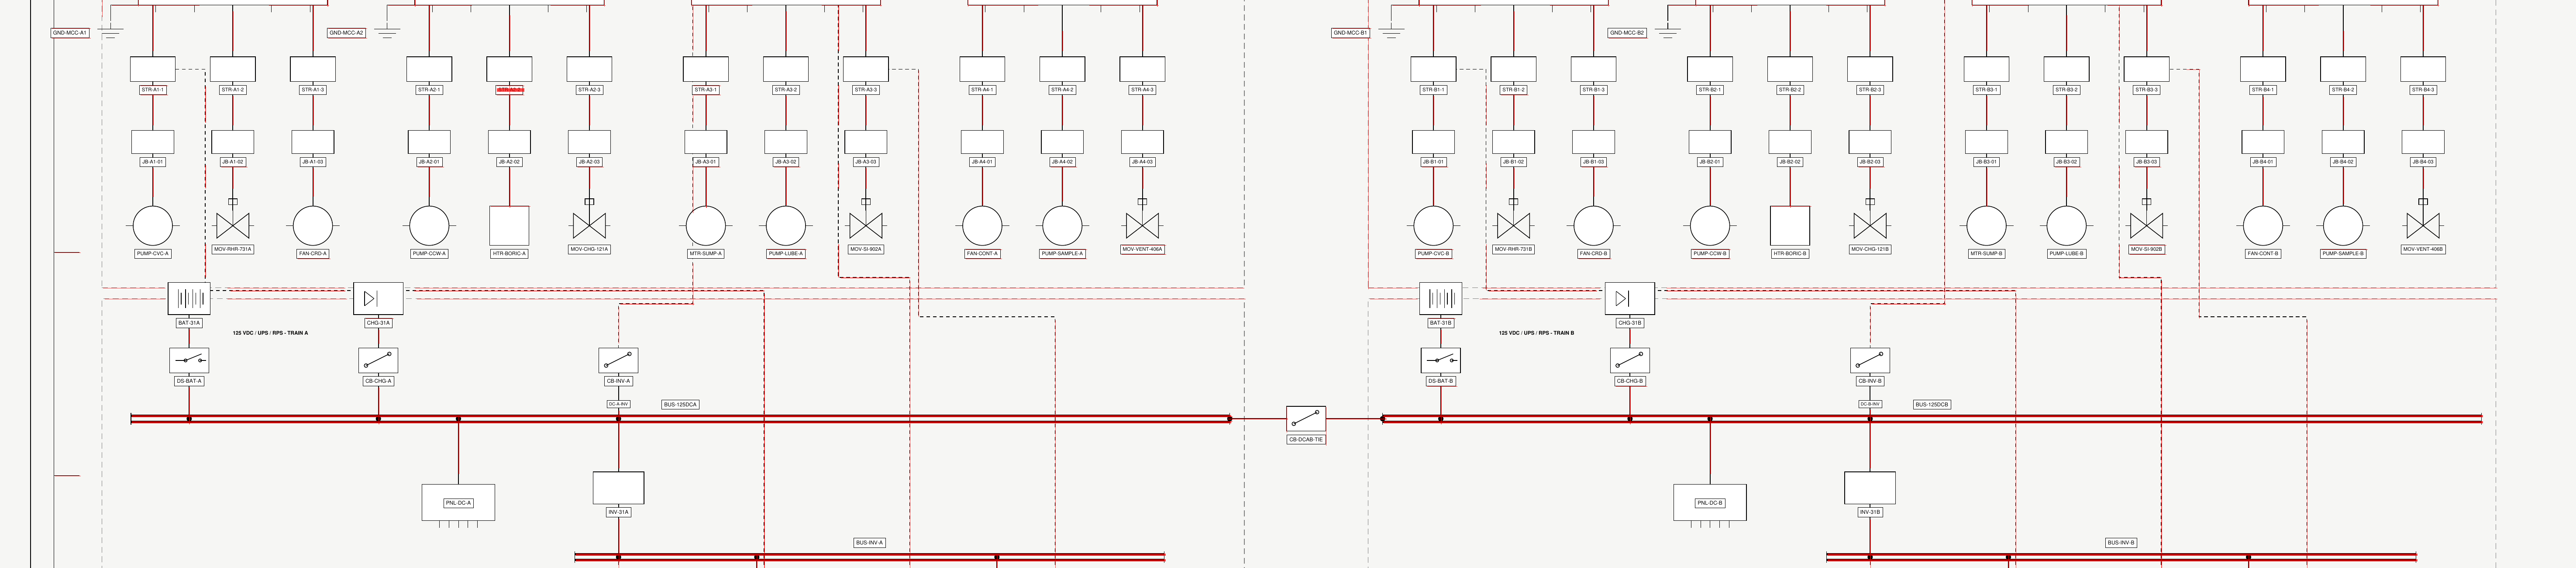 GND-MCC-A1
GND-MCC-A2
GND-MCC-B1
GND-MCC-B2
STR-A1-1
STR-A1-2
STR-A1-3
STR-A2-1
STR-A2-3
STR-A3-1
STR-A3-2
STR-A3-3
STR-A4-1
STR-A4-2
STR-A4-3
STR-B1-1
STR-B1-2
STR-B1-3
STR-B2-1
STR-B2-2
STR-B2-3
STR-B3-1
STR-B3-2
STR-B3-3
STR-B4-1
STR-B4-2
STR-B4-3
JB-A1-01
JB-A1-02
JB-A1-03
JB-A2-01
JB-A2-02
JB-A2-03
JB-A3-01
JB-A3-02
JB-A3-03
JB-A4-01
JB-A4-02
JB-A4-03
JB-B1-01
JB-B1-02
JB-B1-03
JB-B2-01
JB-B2-02
JB-B2-03
JB-B3-01
JB-B3-02
JB-B3-03
JB-B4-01
JB-B4-02
JB-B4-03
PUMP-CVC-A
MOV-RHR-731A
FAN-CRD-A
PUMP-CCW-A
HTR-BORIC-A
MOV-CHG-121A
MTR-SUMP-A
PUMP-LUBE-A
MOV-SI-902A
FAN-CONT-A
PUMP-SAMPLE-A
MOV-VENT-406A
PUMP-CVC-B
MOV-RHR-731B
FAN-CRD-B
PUMP-CCW-B
HTR-BORIC-B
MOV-CHG-121B
MTR-SUMP-B
PUMP-LUBE-B
MOV-SI-902B
FAN-CONT-B
PUMP-SAMPLE-B
MOV-VENT-406B
BAT-31A
CHG-31A
BAT-31B
CHG-31B
125 VDC / UPS / RPS - TRAIN A
125 VDC / UPS / RPS - TRAIN B
DS-BAT-A
CB-CHG-A
CB-INV-A
DS-BAT-B
CB-CHG-B
CB-INV-B
DC-A-INV
BUS-125DCA
DC-B-INV
BUS-125DCB
CB-DCAB-TIE
PNL-DC-A
INV-31A
PNL-DC-B
INV-31B
BUS-INV-A
BUS-INV-B